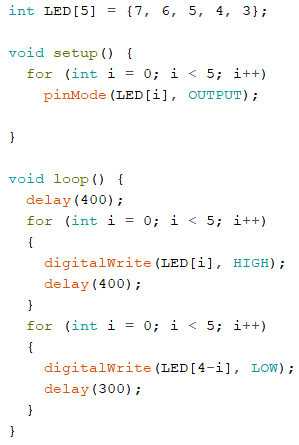 int LED[5] = {7, 6, 5, 4, 3};
void setup() {
for (int i = 0; i < 5; i++)
pinMode(LED[i], OUTPUT);
}
void loop() {
delay(400);
for (int i = 0; i < 5; i++)
{
digitalWrite(LED[i], HIGH);
delay(400);
}
for (int i = 0; i < 5; i++)
{
digitalWrite(LED[4-i], LOW);
delay(300);
}
}